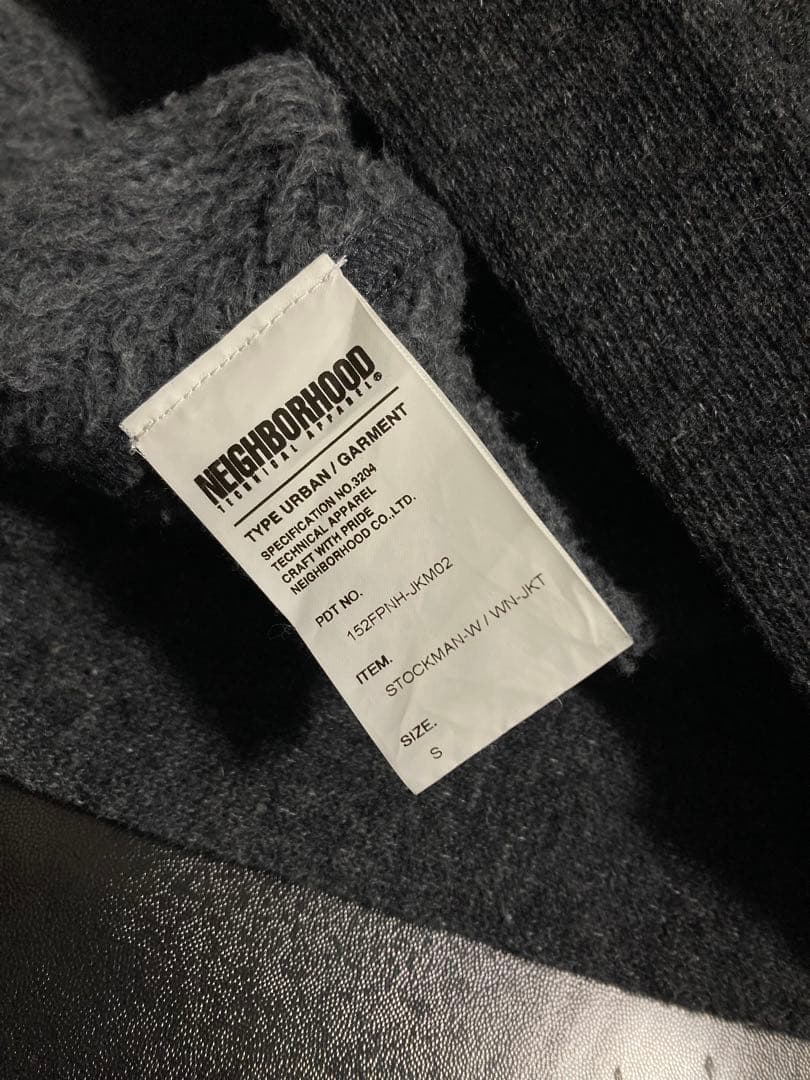 NEIGHBORHOOD®
TECHNICAL APPAREL
TYPE URBAN / GARMENT
SPECIFICATION NO.3204
TECHNICAL APPAREL
CRAFT WITH PRIDE
NEIGHBORHOOD CO.,LTD.
PDT NO.
152FPNH-JKM02
ITEM.
STOCKMAN-W / WN-JKT
SIZE.
S